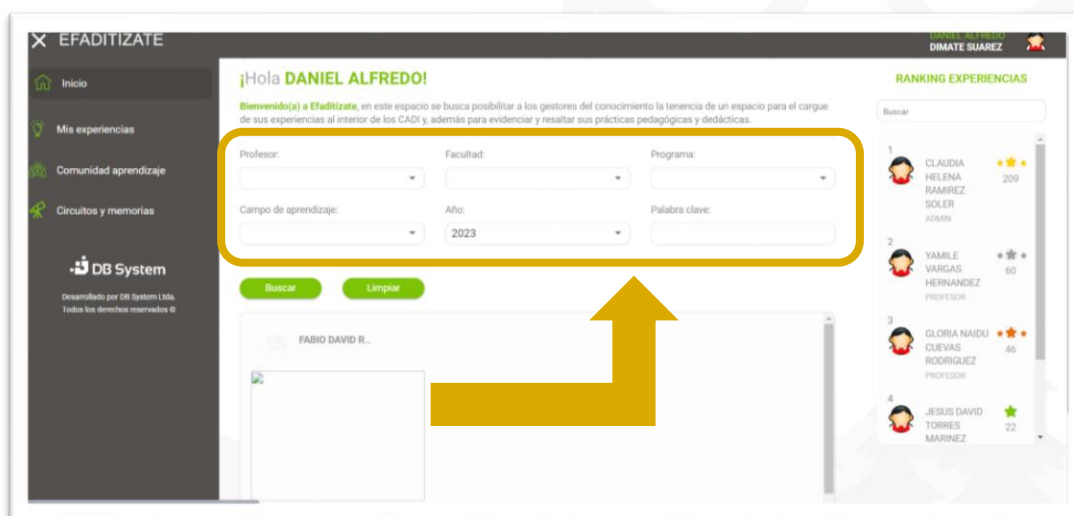 EFADITIZATE
DANIEL ALFREDO
DIMATE SUAREZ
Inicio
Mis experiencias
Comunidad aprendizaje
Circuitos y memorias
DB System
Desarrollado por DB System Ltda.
Todos los derechos reservados ©
¡Hola DANIEL ALFREDO!
Bienvenido(a) a Efaditízate, en este espacio se busca posibilitar a los gestores del conocimiento la tenencia de un espacio para el cargue
de sus experiencias al interior de los CADI y, además para evidenciar y resaltar sus prácticas pedagógicas y dedácticas.
Profesor:
Facultad:
Programa:
Campo de aprendizaje:
Año:
Palabra clave:
2023
Buscar
Limpiar
FABIO DAVID R...
RANKING EXPERIENCIAS
Buscar
1
CLAUDIA
HELENA
RAMIREZ
SOLER
ADMIN
209
2
YAMILE
VARGAS
HERNANDEZ
PROFESOR
60
3
GLORIA NAIDU
CUEVAS
RODRIGUEZ
PROFESOR
46
4
JESUS DAVID
TORRES
MARINEZ
22